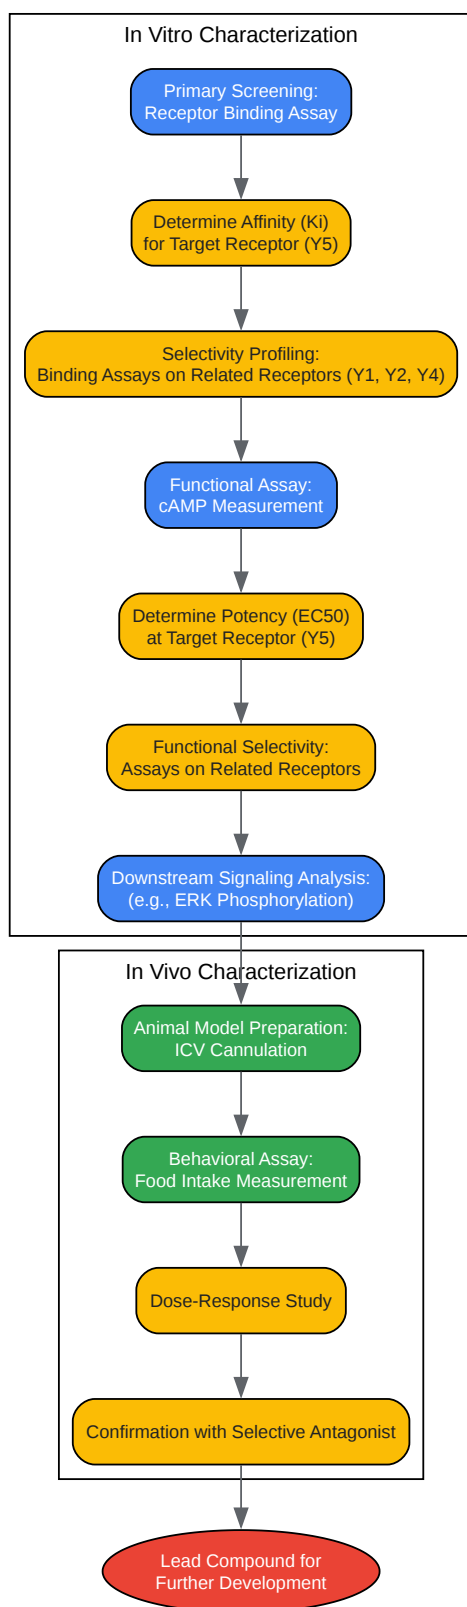 In Vitro Characterization
Primary Screening:
Receptor Binding Assay
Determine Affinity (Ki)
for Target Receptor (Y5)
Selectivity Profiling:
Binding Assays on Related Receptors (Y1, Y2, Y4)
Functional Assay:
cAMP Measurement
Determine Potency (EC50)
at Target Receptor (Y5)
Functional Selectivity:
Assays on Related Receptors
Downstream Signaling Analysis:
(e.g., ERK Phosphorylation)
In Vivo Characterization
Animal Model Preparation:
ICV Cannulation
Behavioral Assay:
Food Intake Measurement
Dose-Response Study
Confirmation with Selective Antagonist
Lead Compound for
Further Development